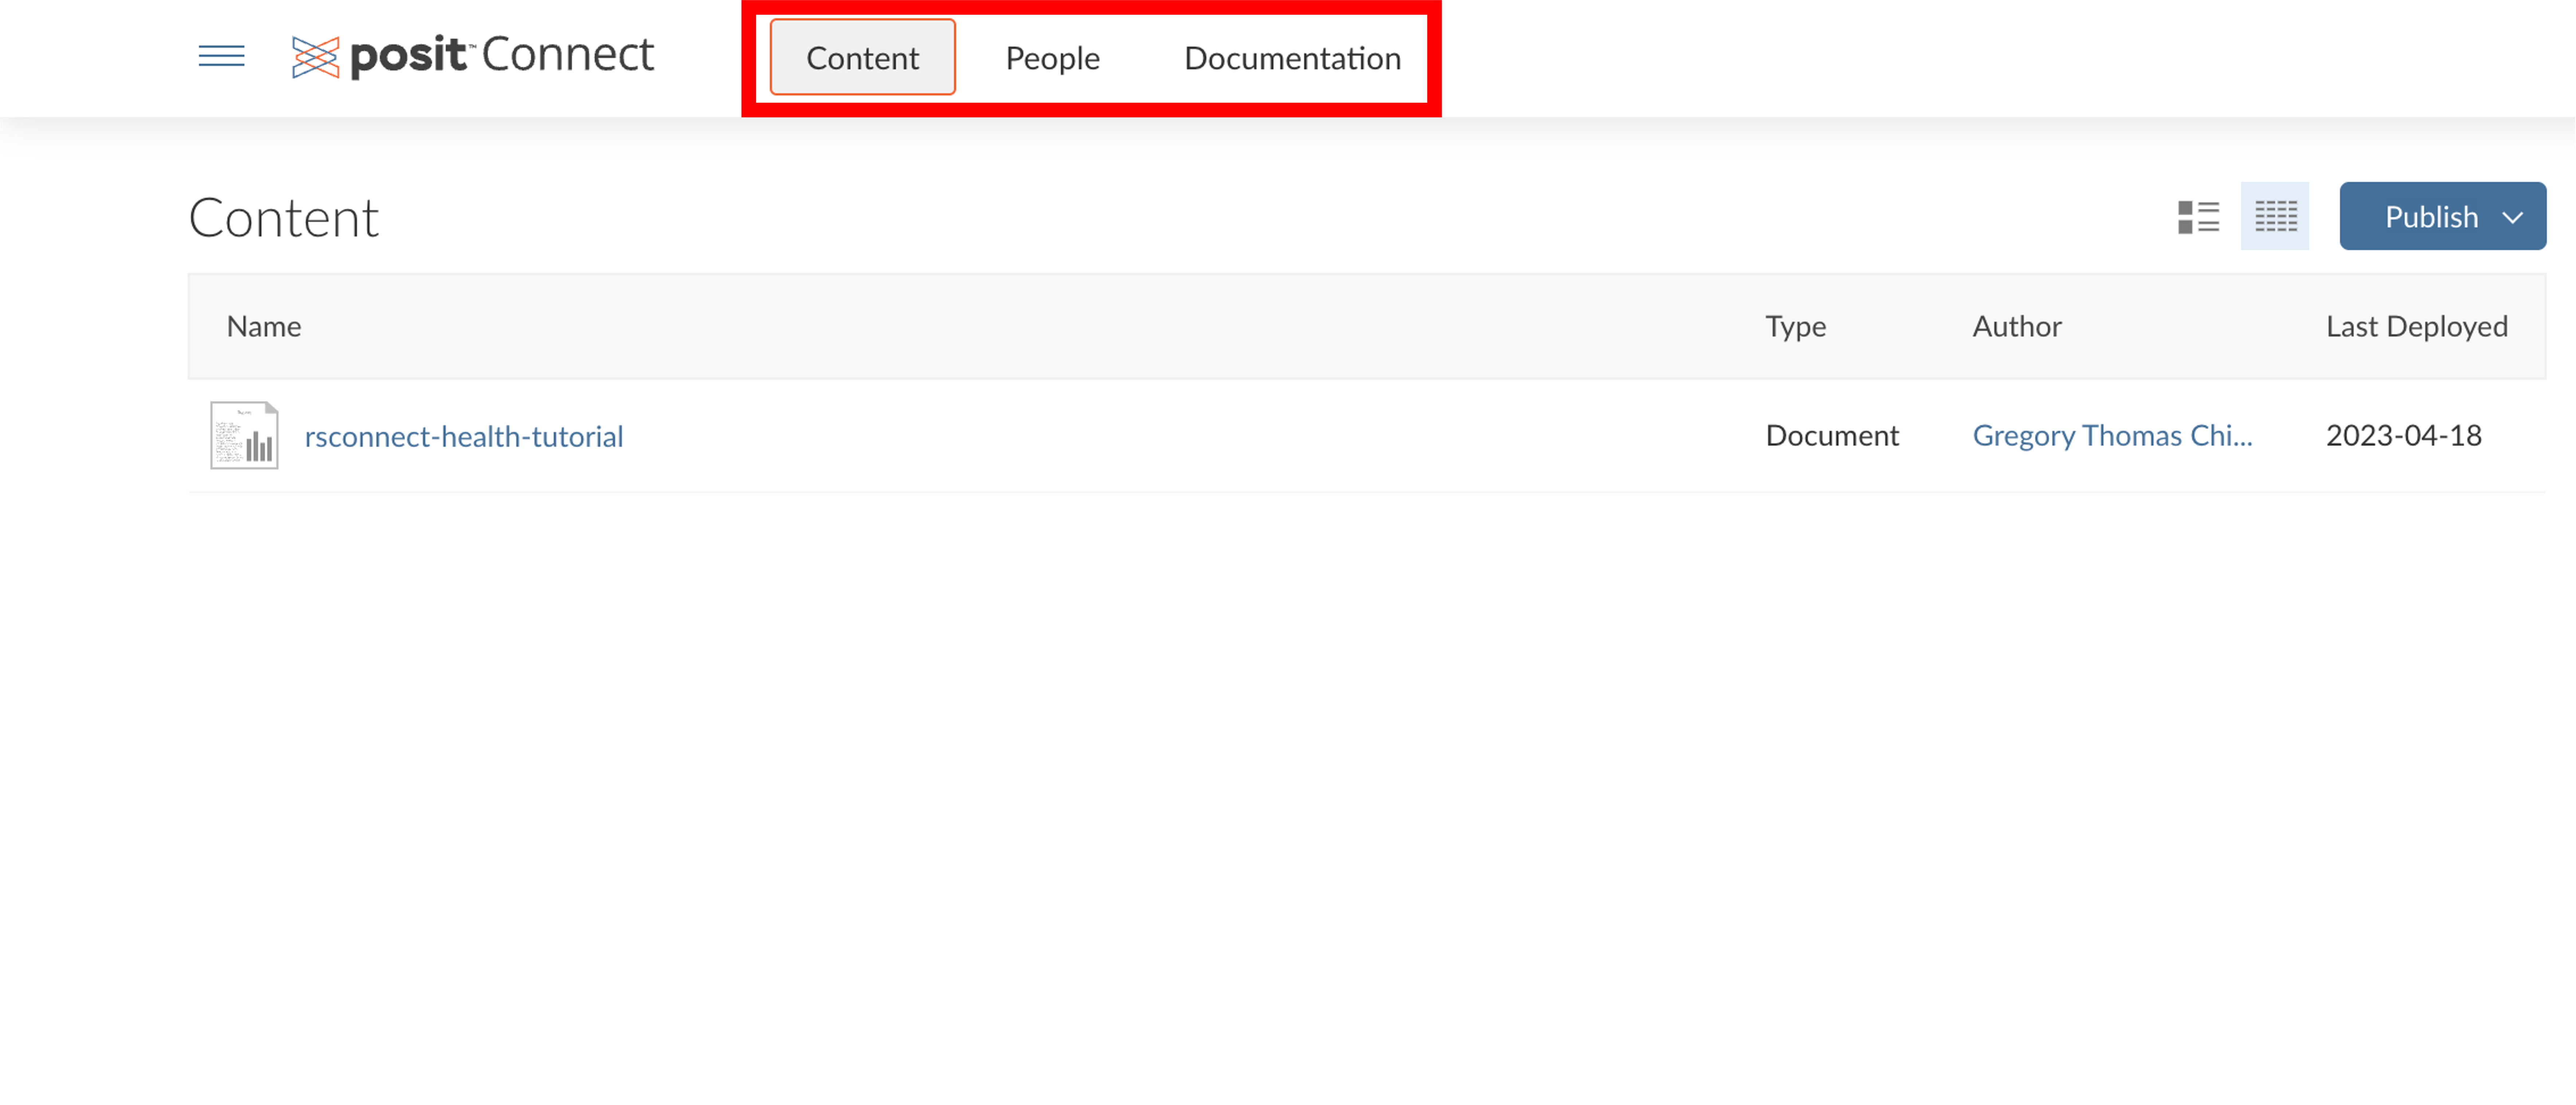 posit™ Connect Content People Documentation
Content Publish
Name Type Author Last Deployed
rsconnect-health-tutorial Document Gregory Thomas Chi... 2023-04-18